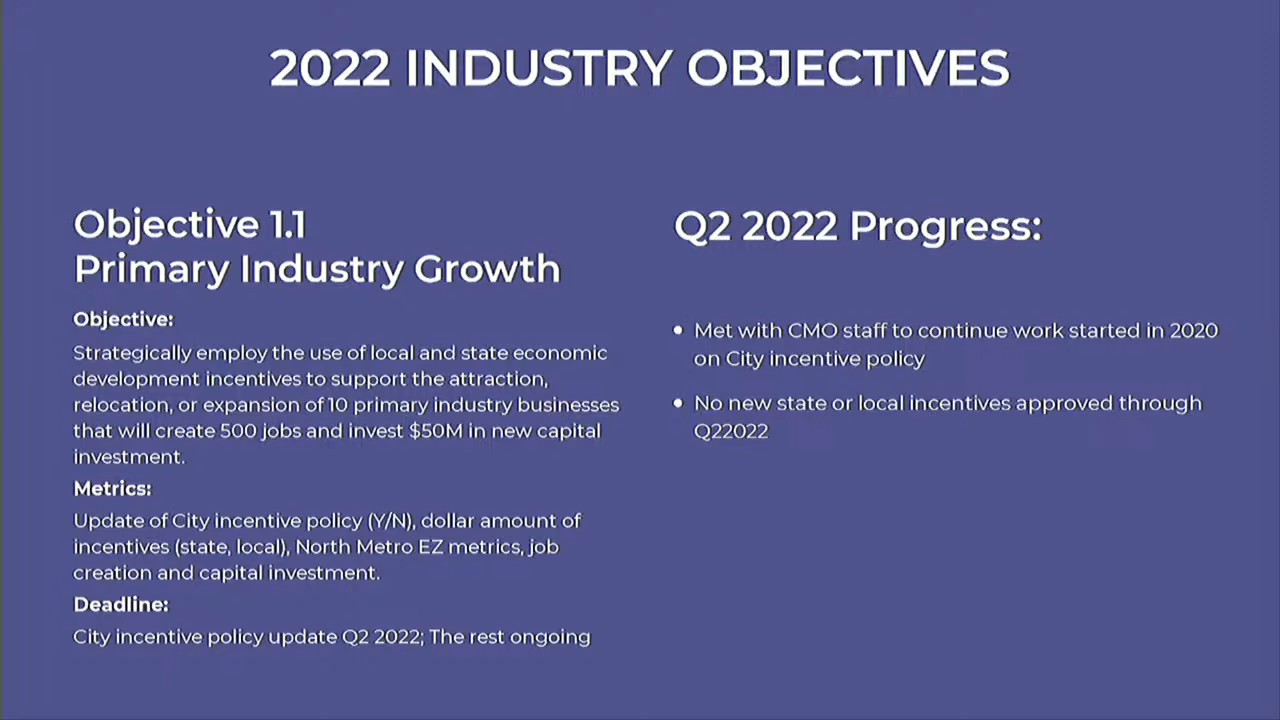 2022 INDUSTRY OBJECTIVES
Objective 1.1
Primary Industry Growth
Objective:
Strategically employ the use of local and state economic
development incentives to support the attraction,
relocation, or expansion of 10 primary industry businesses
that will create 500 jobs and invest $50M in new capital
investment.
Metrics:
Update of City incentive policy (Y/N), dollar amount of
incentives (state, local), North Metro EZ metrics, job
creation and capital investment.
Deadline:
City incentive policy update Q2 2022; The rest ongoing
Q2 2022 Progress:
• Met with CMO staff to continue work started in 2020
on City incentive policy
• No new state or local incentives approved through
Q22022